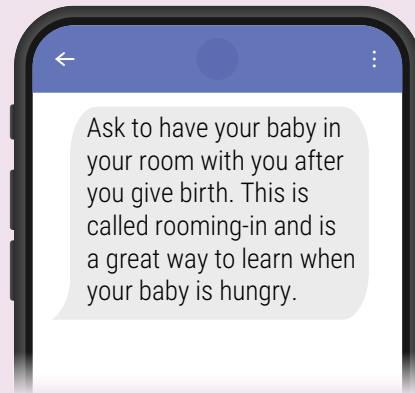 Ask to have your baby in
your room with you after
you give birth. This is
called rooming-in and is
a great way to learn when
your baby is hungry.